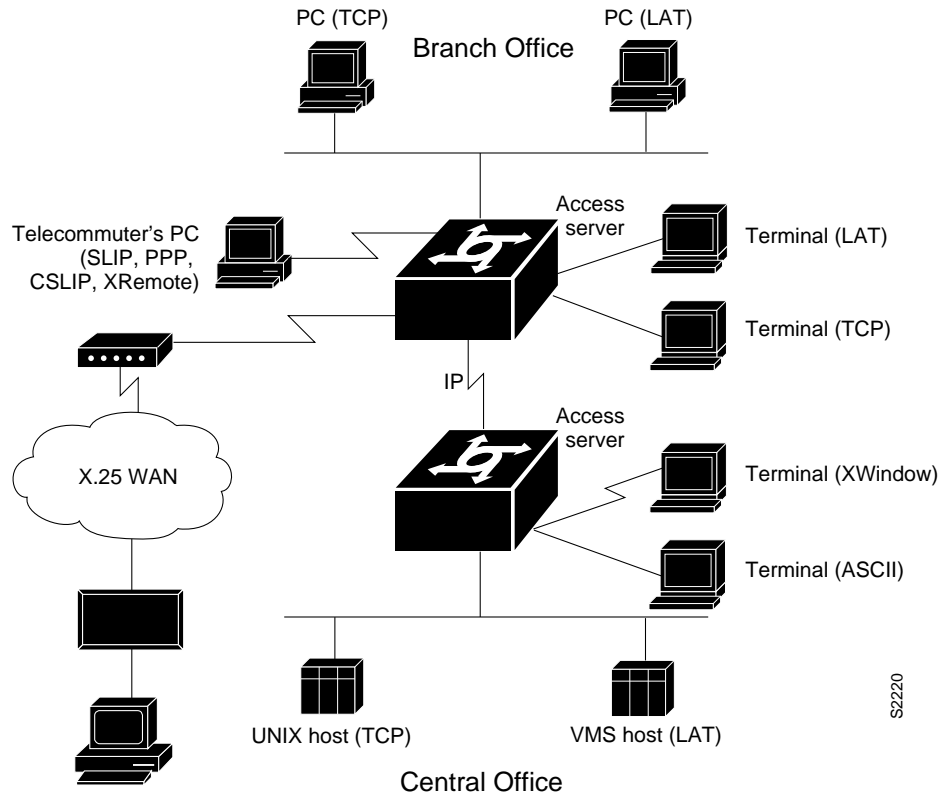 PC (TCP)
PC (LAT)
Branch Office
Access
server
Telecommuter's PC
(SLIP, PPP,
CSLIP, XRemote)
Terminal (LAT)
Terminal (TCP)
IP
Access
server
X.25 WAN
Terminal (XWindow)
Terminal (ASCII)
UNIX host (TCP)
VMS host (LAT)
S2220
Central Office